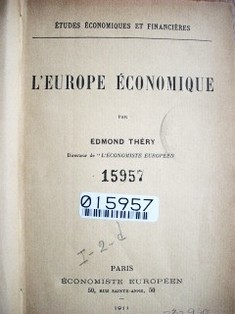 ÉTUDES ÉCONOMIQUES ET FINANCIÈRES
L'EUROPE ÉCONOMIQUE
PAR
EDMOND THÉRY
Directeur de "L'ÉCONOMISTE EUROPÉEN
15957
015957
I-2-d
PARIS
ÉCONOMISTE EUROPÉEN
50, RUE SAINTE-ANNE, 50
1911